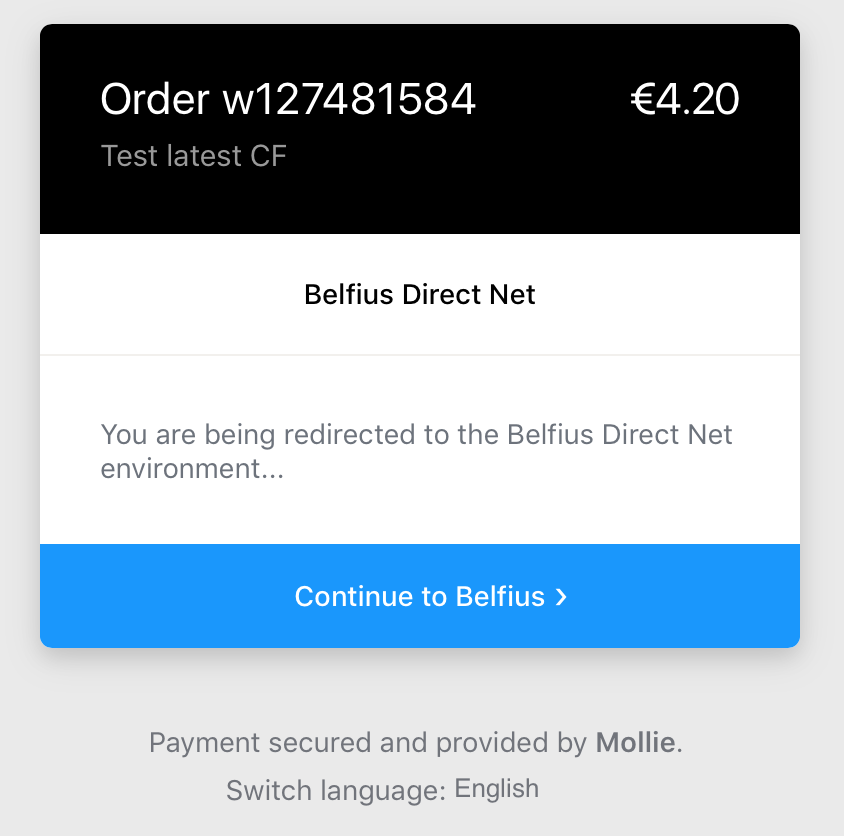 Order w127481584 €4.20
Test latest CF
Belfius Direct Net
You are being redirected to the Belfius Direct Net
environment...
Continue to Belfius ›
Payment secured and provided by Mollie.
Switch language: English